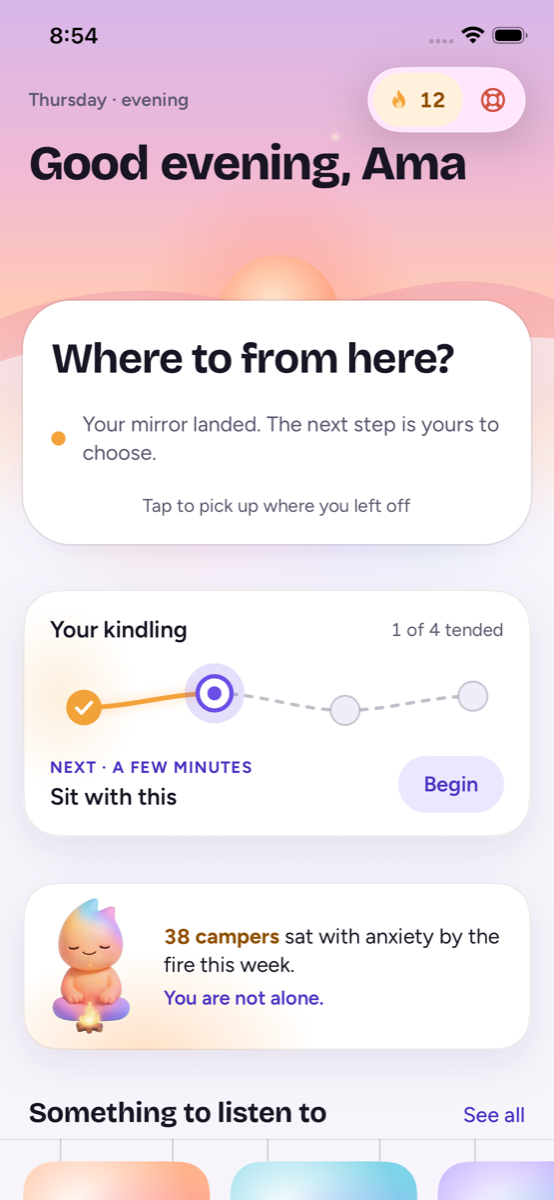 8:54
Thursday · evening
12
Good evening, Ama
Where to from here?
Your mirror landed. The next step is yours to
choose.
Tap to pick up where you left off
Your kindling
1 of 4 tended
NEXT · A FEW MINUTES
Sit with this
Begin
38 campers sat with anxiety by the
fire this week.
You are not alone.
Something to listen to
See all